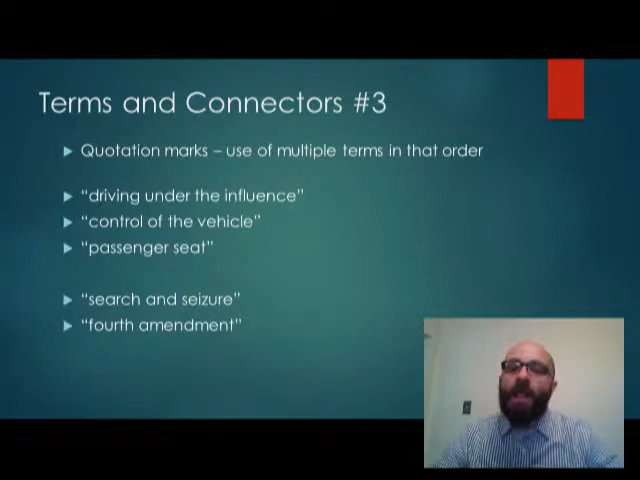 Terms and Connectors #3
Quotation marks – use of multiple terms in that order
“driving under the influence”
“control of the vehicle”
“passenger seat”
“search and seizure”
“fourth amendment”